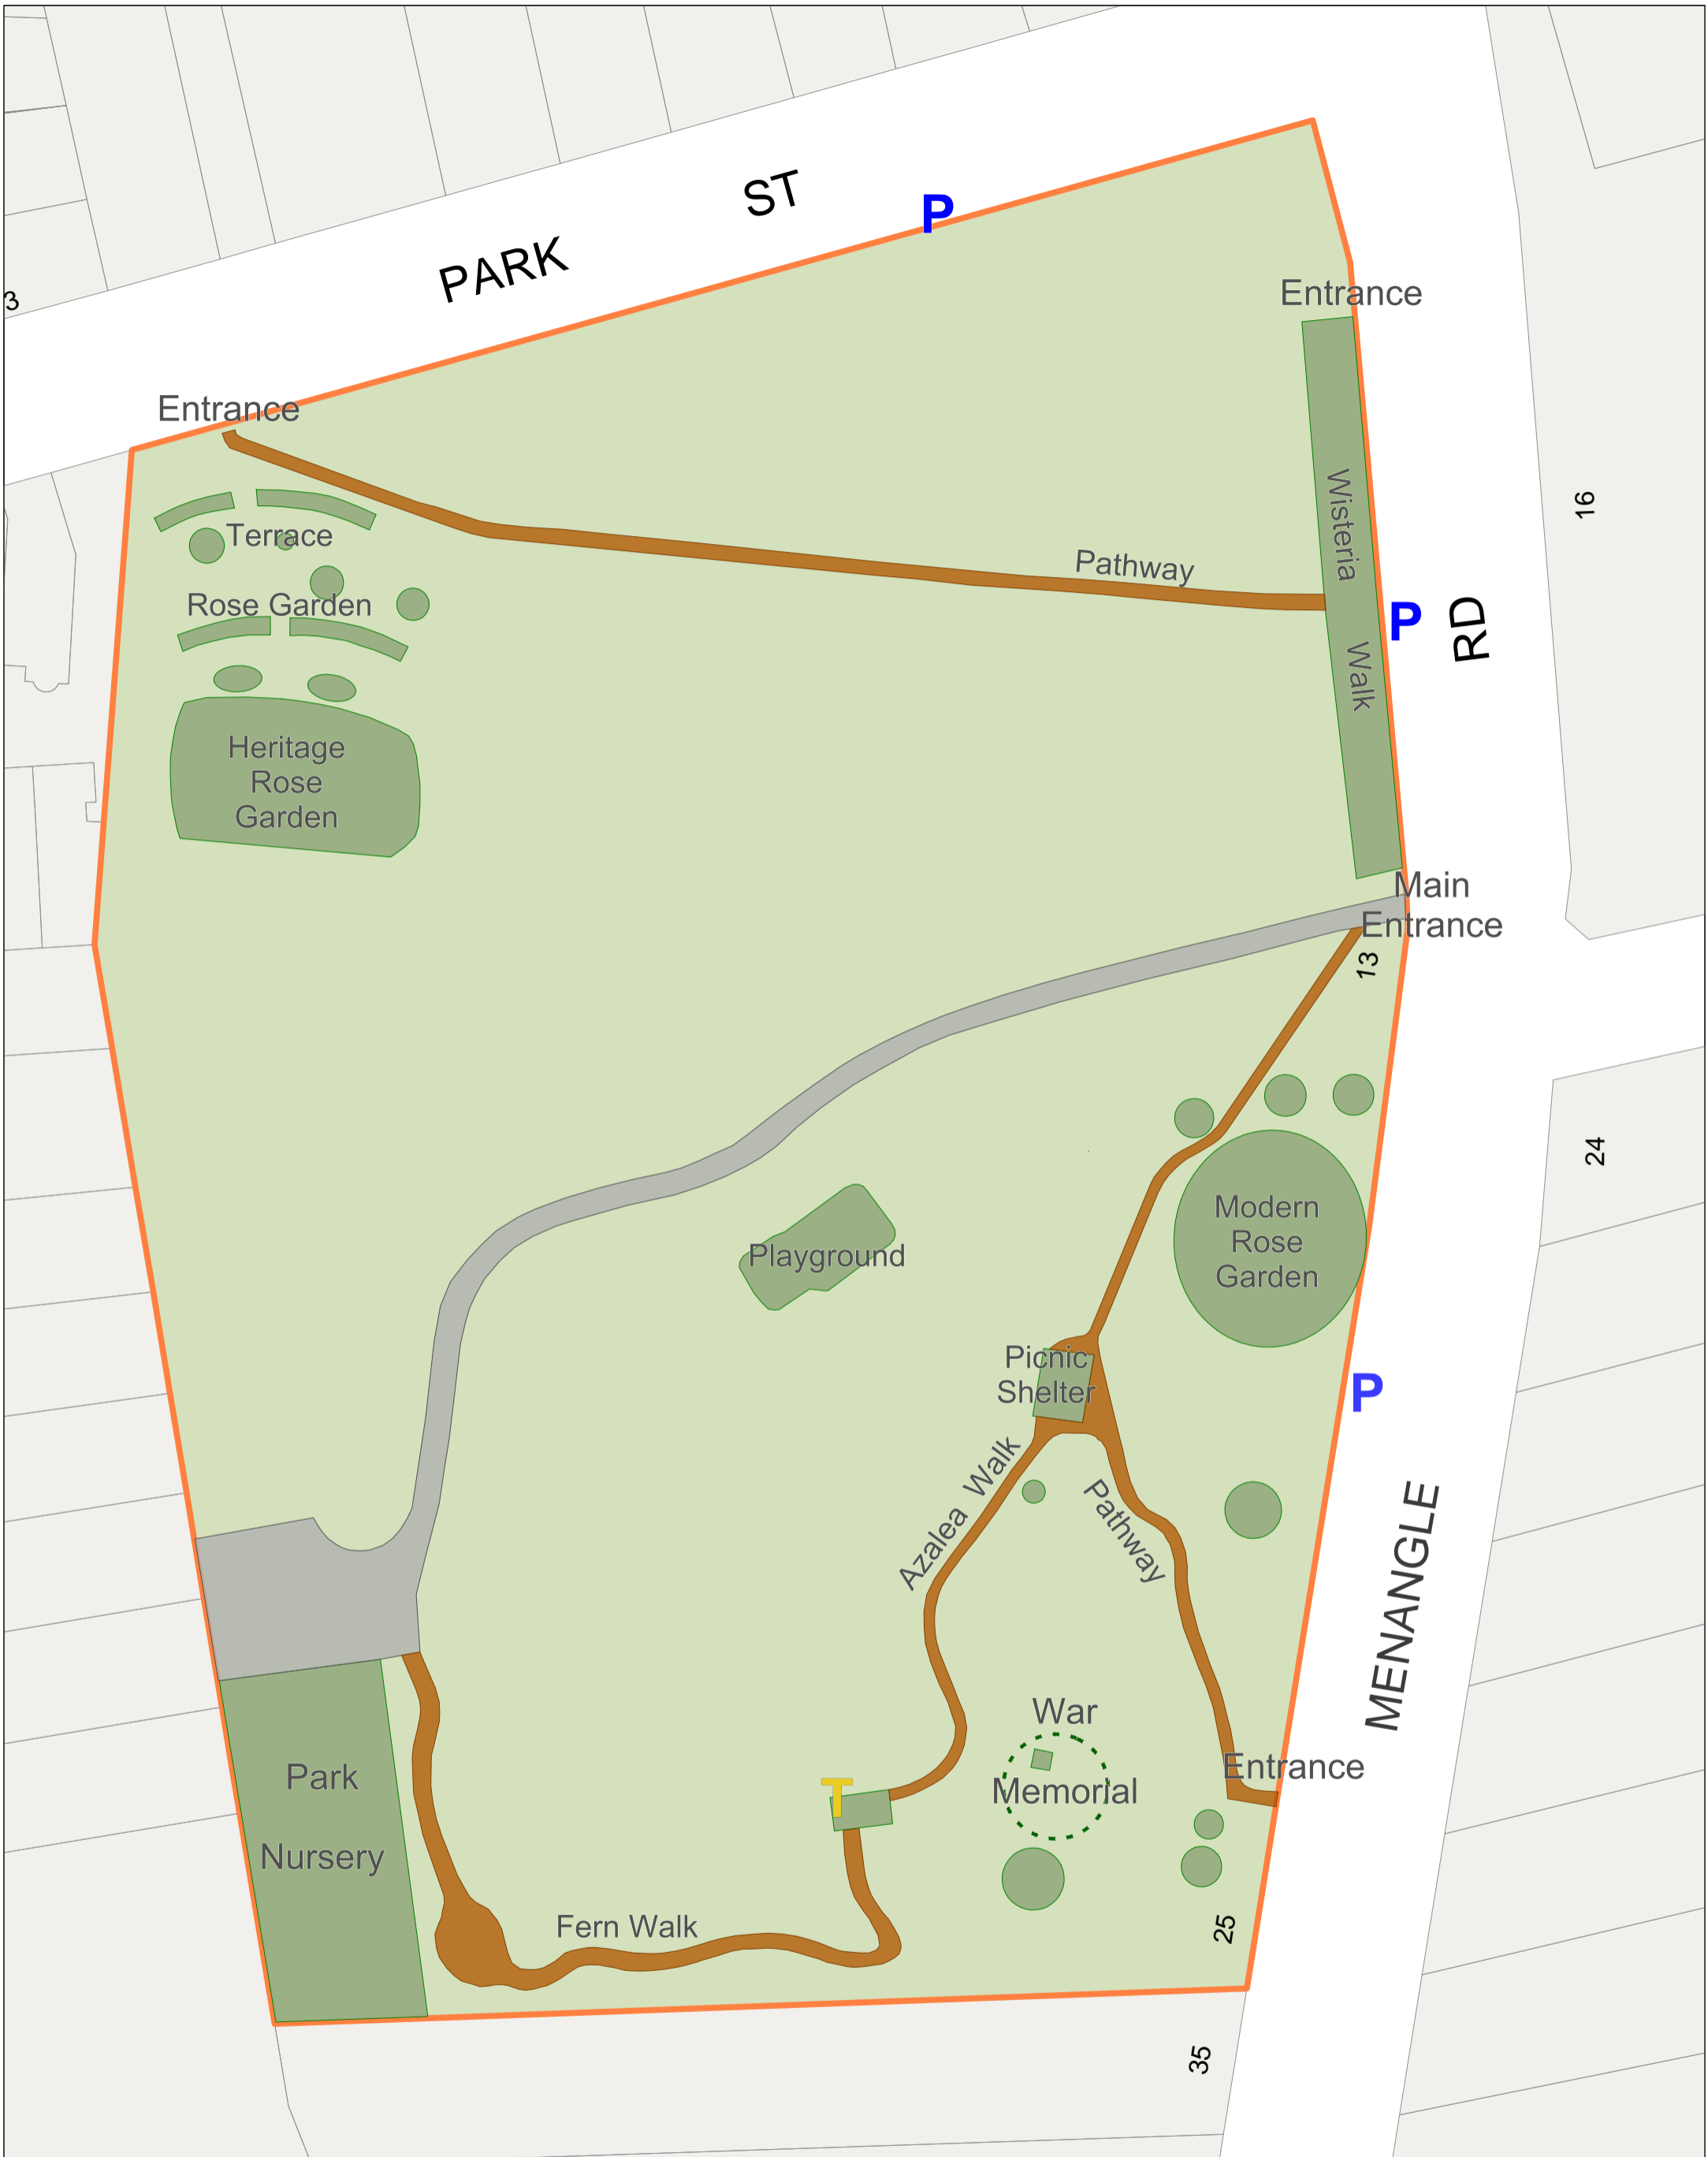 PARK ST
P
3
Entrance
Entrance
Terrace
Rose Garden
Heritage
Rose
Garden
Pathway
Wisteria Walk
P
RD
16
Main
Entrance
13
24
Modern
Rose
Garden
Playground
Picnic
Shelter
P
Azalea Walk
Pathway
MENANGLE
War
Memorial
Entrance
T
Park
Nursery
Fern Walk
25
35